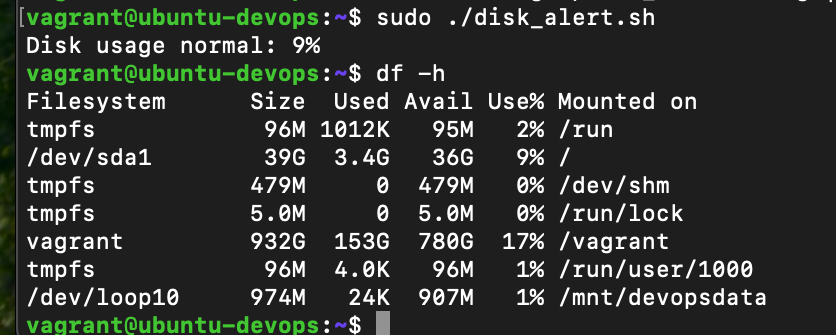 [vagrant@ubuntu-devops:~$ sudo ./disk_alert.sh
Disk usage normal: 9%
vagrant@ubuntu-devops:~$ df -h
Filesystem      Size  Used Avail Use% Mounted on
tmpfs            96M 1012K   95M   2% /run
/dev/sda1        39G  3.4G   36G   9% /
tmpfs           479M     0  479M   0% /dev/shm
tmpfs           5.0M     0  5.0M   0% /run/lock
vagrant         932G  153G  780G  17% /vagrant
tmpfs            96M  4.0K   96M   1% /run/user/1000
/dev/loop10     974M   24K  907M   1% /mnt/devopsdata
vagrant@ubuntu-devops:~$